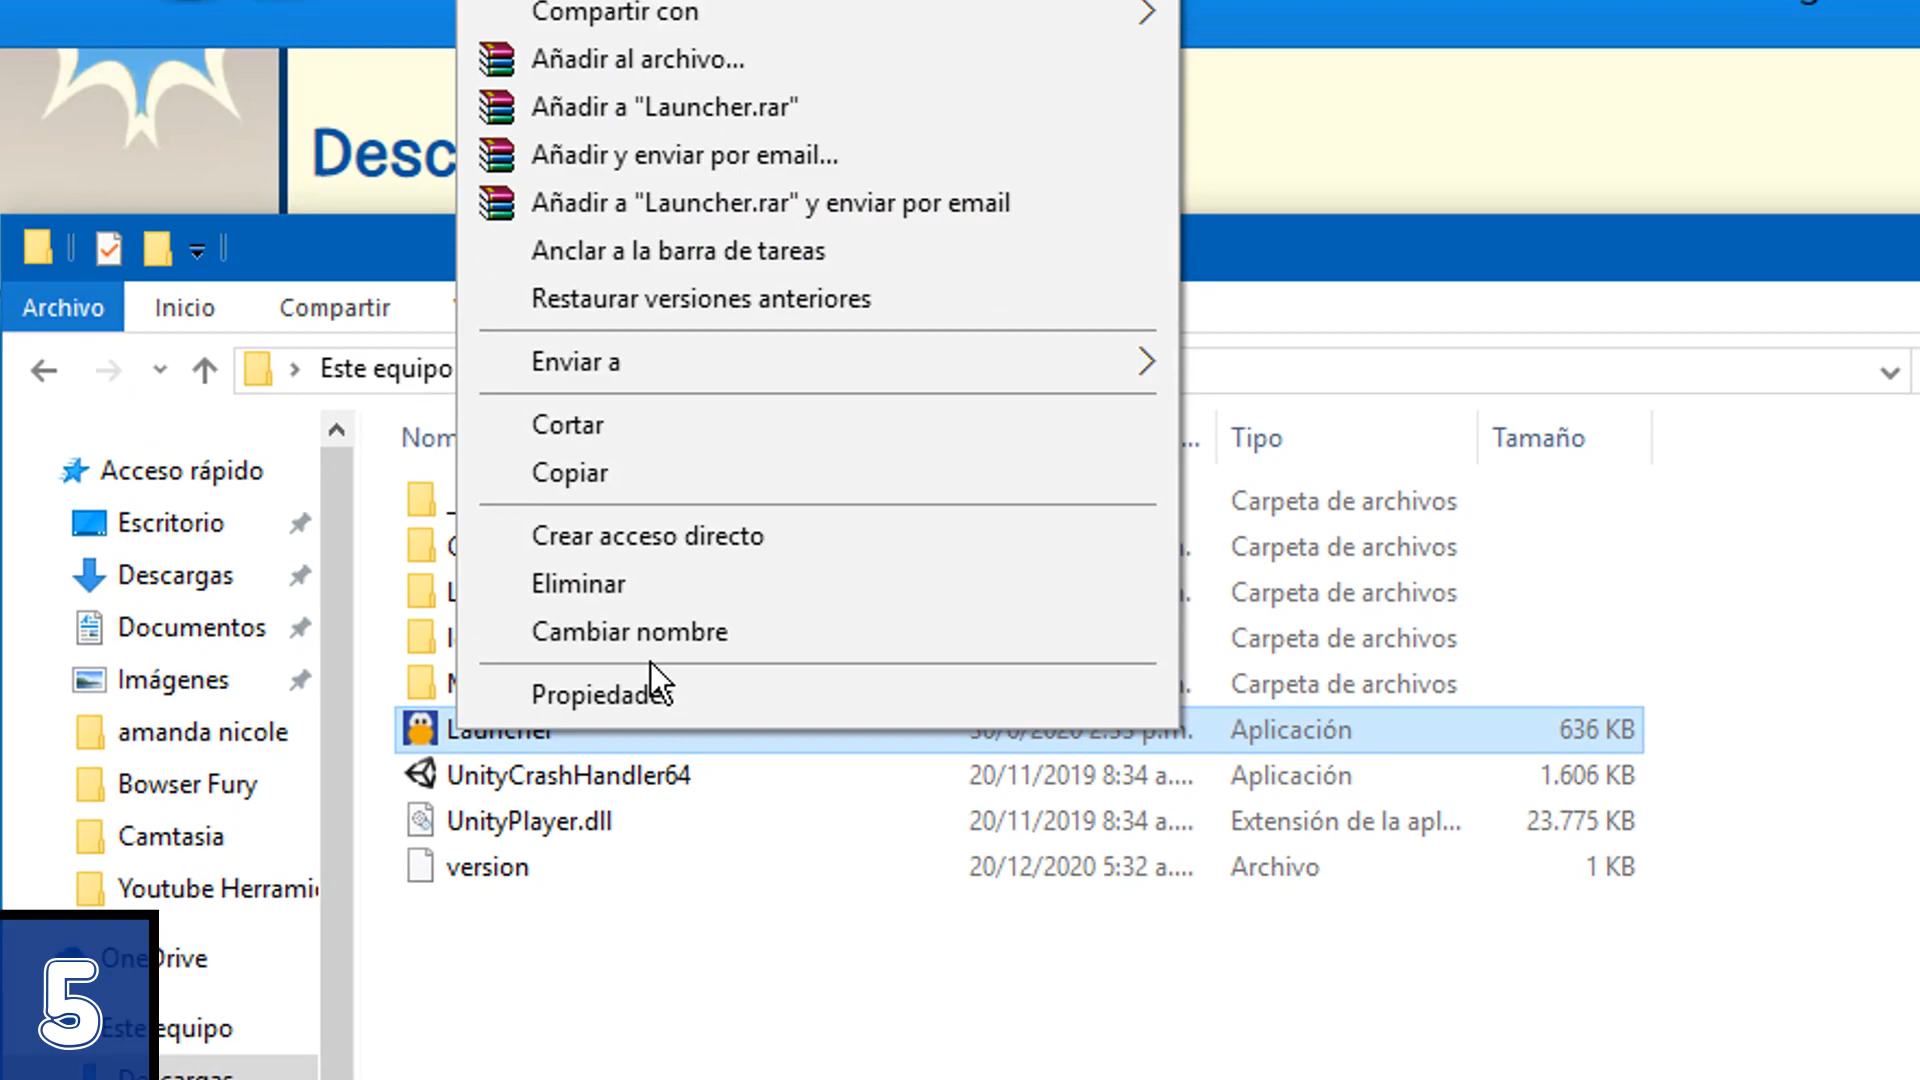 Compartir con
Añadir al archivo...
Añadir a "Launcher.rar"
Añadir y enviar por email...
Añadir a "Launcher.rar" y enviar por email
Anclar a la barra de tareas
Restaurar versiones anteriores
Enviar a
Cortar
Copiar
Crear acceso directo
Eliminar
Cambiar nombre
Propiedades
Desc
Archivo
Inicio
Compartir
Este equipo
Acceso rápido
Escritorio
Descargas
Documentos
Imágenes
amanda nicole
Bowser Fury
Camtasia
Youtube Herrami
OneDrive
Este equipo
Descargas
Nom ... Tipo Tamaño
Carpeta de archivos
Carpeta de archivos
Carpeta de archivos
Carpeta de archivos
Carpeta de archivos
Launcher 30/6/2020 2:53 p.m. Aplicación 636 KB
UnityCrashHandler64 20/11/2019 8:34 a.... Aplicación 1.606 KB
UnityPlayer.dll 20/11/2019 8:34 a.... Extensión de la apl... 23.775 KB
version 20/12/2020 5:32 a.... Archivo 1 KB
5